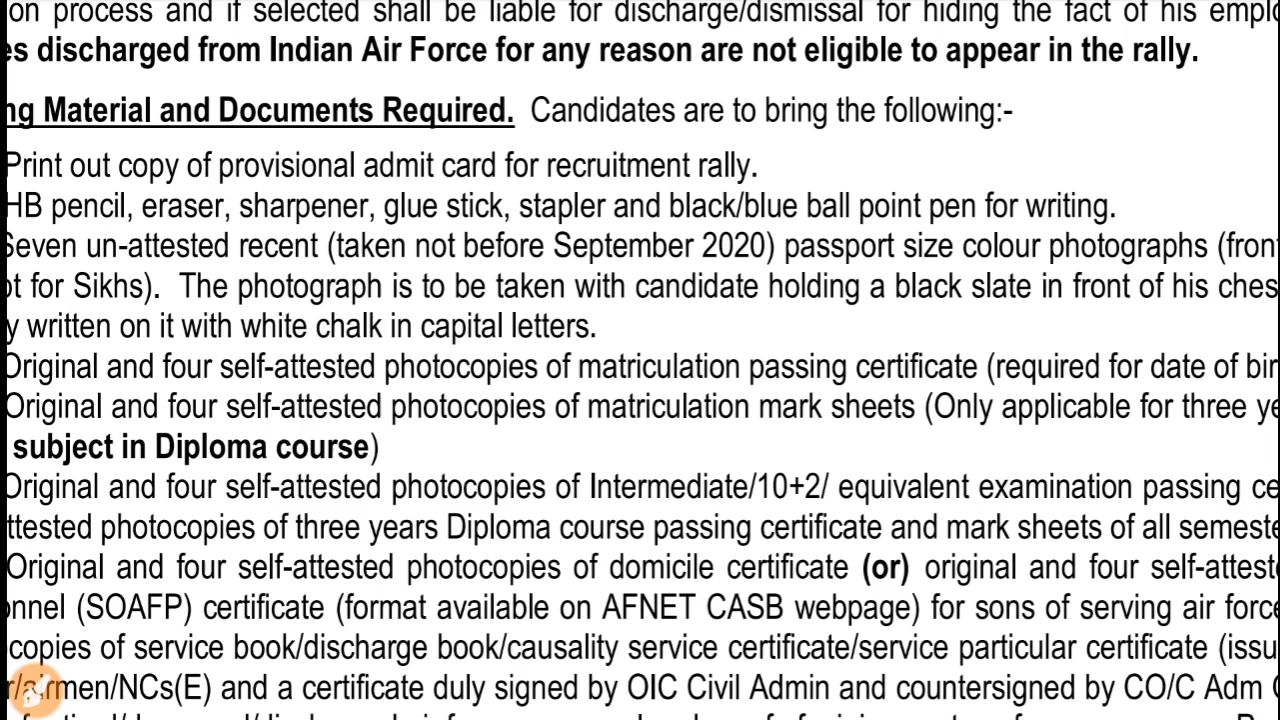 on process and if selected shall be liable for discharge/dismissal for hiding the fact of his emplo
es discharged from Indian Air Force for any reason are not eligible to appear in the rally.
ng Material and Documents Required. Candidates are to bring the following:-
Print out copy of provisional admit card for recruitment rally.
HB pencil, eraser, sharpener, glue stick, stapler and black/blue ball point pen for writing.
Seven un-attested recent (taken not before September 2020) passport size colour photographs (fron
ot for Sikhs). The photograph is to be taken with candidate holding a black slate in front of his ches
y written on it with white chalk in capital letters.
Original and four self-attested photocopies of matriculation passing certificate (required for date of bir
Original and four self-attested photocopies of matriculation mark sheets (Only applicable for three ye
subject in Diploma course)
Original and four self-attested photocopies of Intermediate/10+2/ equivalent examination passing ce
ttested photocopies of three years Diploma course passing certificate and mark sheets of all semeste
Original and four self-attested photocopies of domicile certificate (or) original and four self-atteste
onnel (SOAFP) certificate (format available on AFNET CASB webpage) for sons of serving air force
copies of service book/discharge book/causality service certificate/service particular certificate (issu
r/airmen/NCs(E) and a certificate duly signed by OIC Civil Admin and countersigned by CO/C Adm